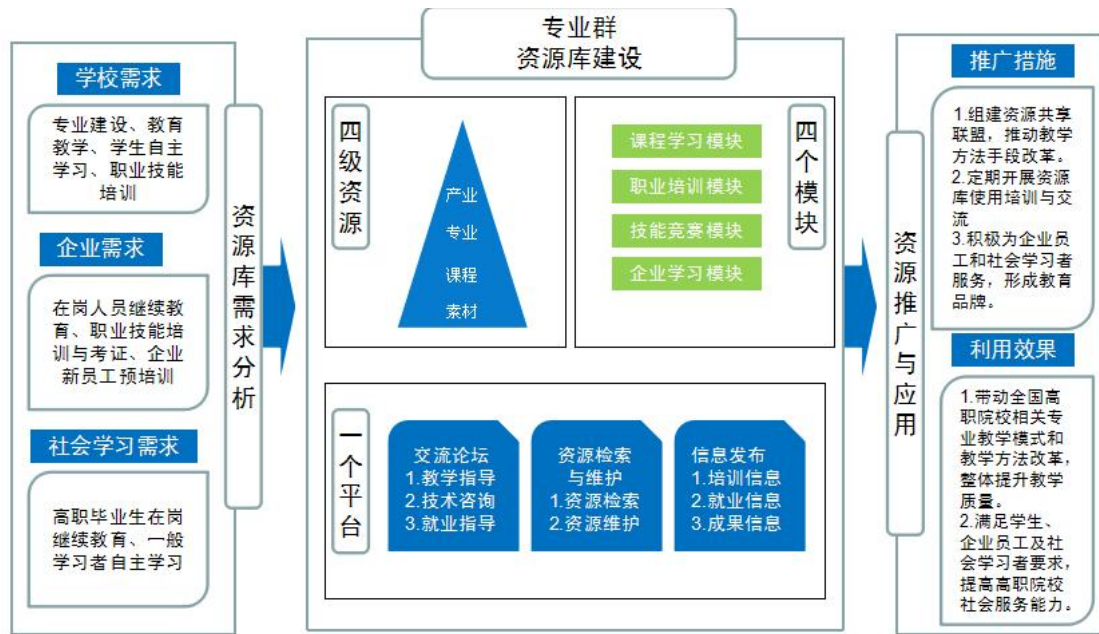 学校需求
专业建设、教育
教学、学生自主
学习、职业技能
培训
企业需求
在岗人员继续教
育、职业技能培
训与考证、企业
新员工预培训
社会学习需求
高职毕业生在岗
继续教育、一般
学习者自主学习
资源库需求分析
专业群
资源库建设
四级资源
产业
专业
课程
素材
课程学习模块
职业培训模块
技能竞赛模块
企业学习模块
四个模块
一个平台
交流论坛
1.教学指导
2.技术咨询
3.就业指导
资源检索
与维护
1.资源检索
2.资源维护
信息发布
1.培训信息
2.就业信息
3.成果信息
资源推广与应用
推广措施
1.组建资源共享
联盟，推动教学
方法手段改革。
2.定期开展资源
库使用培训与交
流
3.积极为企业员
工和社会学习者
服务，形成教育
品牌。
利用效果
1.带动全国高
职院校相关专
业教学模式和
教学方法改革，
整体提升教学
质量。
2.满足学生、
企业员工及社
会学习者要求，
提高高职院校
社会服务能力。